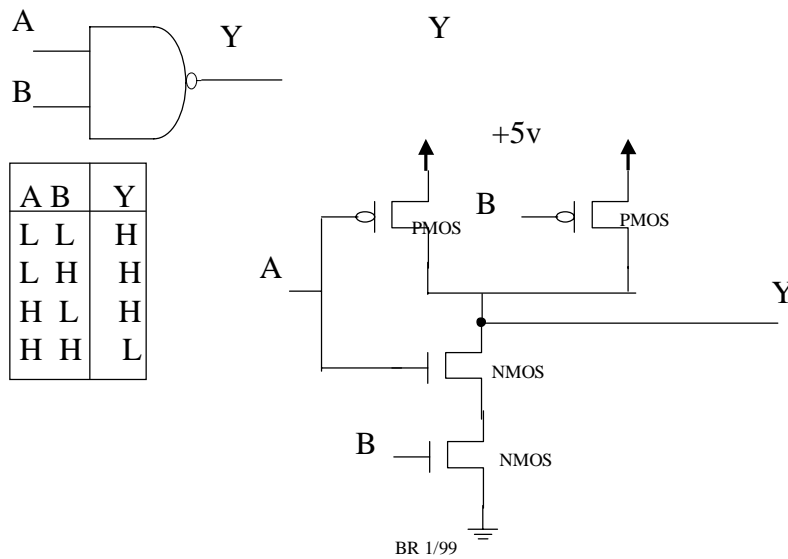 A
Y
Y
B
+5v
A B Y
L L H
L H H
H L H
H H L
B
PMOS
PMOS
A
Y
NMOS
B
NMOS
BR 1/99